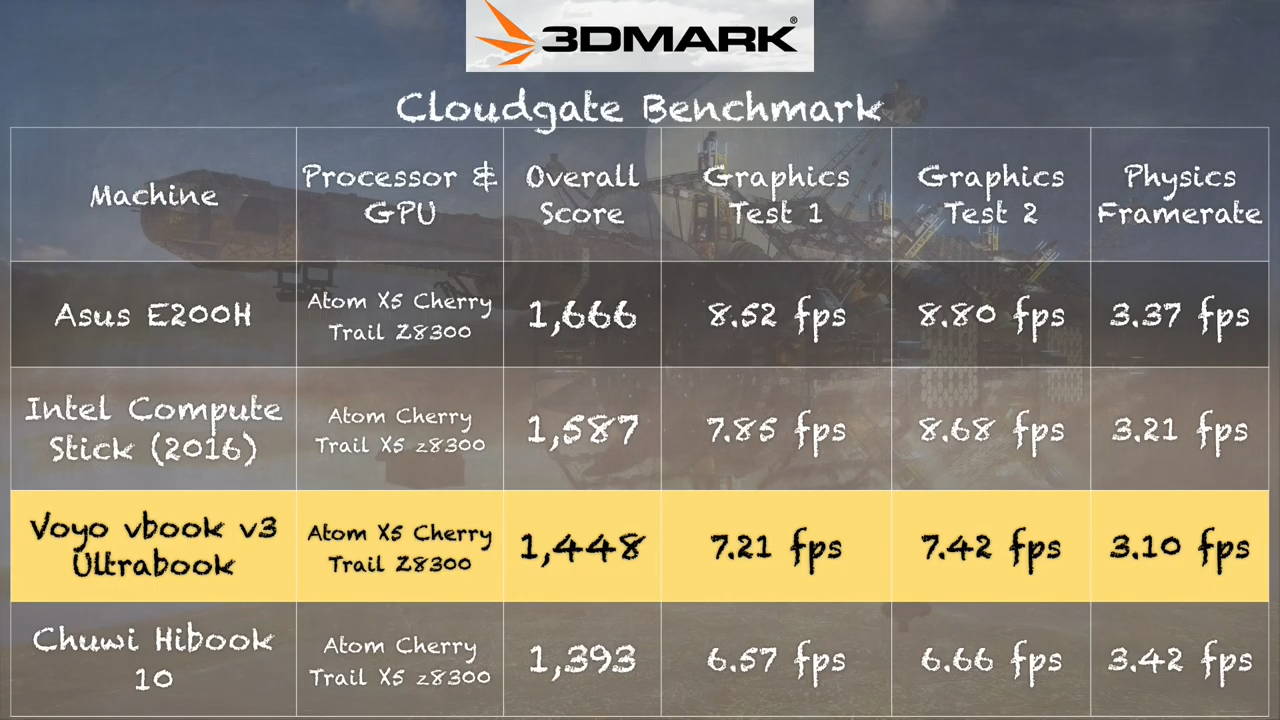 3DMARK®
Cloudgate Benchmark
Machine
Processor &
GPU
Overall
Score
Graphics
Test 1
Graphics
Test 2
Physics
Framerate
Asus E200H
Atom X5 Cherry
Trail Z8300
1,666
8.52 fps
8.80 fps
3.37 fps
Intel Compute
Stick (2016)
Atom Cherry
Trail X5 z8300
1,587
7.85 fps
8.68 fps
3.21 fps
Voyo vbook v3
Ultrabook
Atom X5 Cherry
Trail Z8300
1,448
7.21 fps
7.42 fps
3.10 fps
Chuwi Hibook
10
Atom Cherry
Trail X5 z8300
1,393
6.57 fps
6.66 fps
3.42 fps